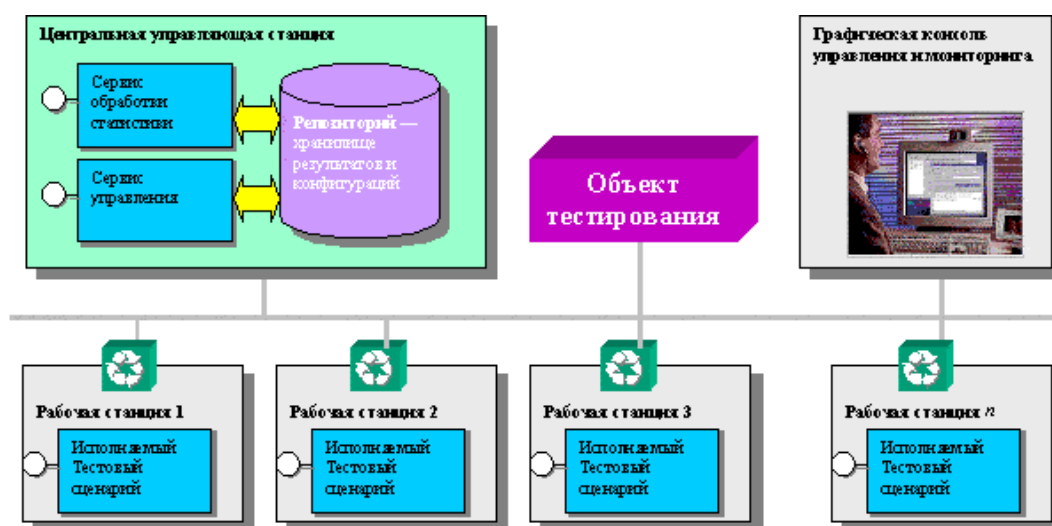 Центральная управляющая станция
Сервис
обработки
статистики
Сервис
управления
Репозиторий —
хранилище
результатов и
конфигураций
Объект
тестирования
Графическая консоль
управления и мониторинга
Рабочая станция 1
Исполняемый
Тестовый
сценарий
Рабочая станция 2
Исполняемый
Тестовый
сценарий
Рабочая станция 3
Исполняемый
Тестовый
сценарий
Рабочая станция n
Исполняемый
Тестовый
сценарий